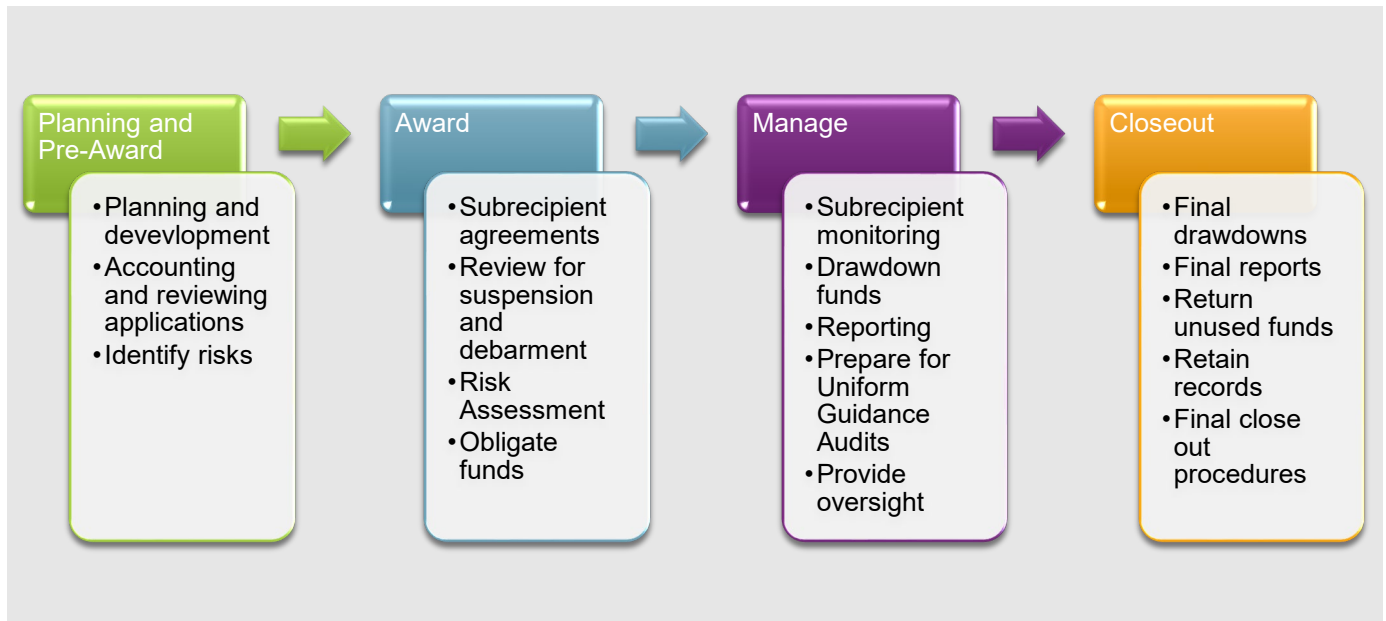 Planning and
Pre-Award
•Planning and
devevlopment
•Accounting
and reviewing
applications
•Identify risks
Award
•Subrecipient
agreements
•Review for
suspension
and
debarment
•Risk
Assessment
•Obligate
funds
Manage
•Subrecipient
monitoring
•Drawdown
funds
•Reporting
•Prepare for
Uniform
Guidance
Audits
•Provide
oversight
Closeout
•Final
drawdowns
•Final reports
•Return
unused funds
•Retain
records
•Final close
out
procedures